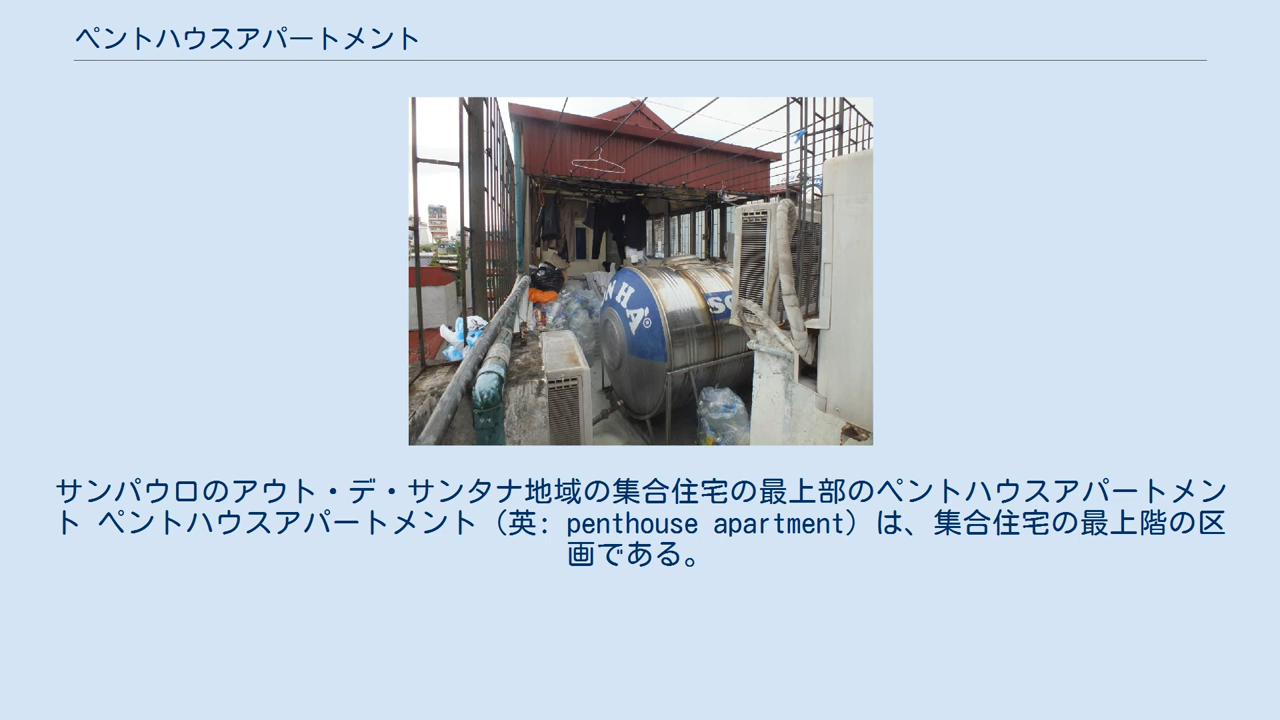 ペントハウスアパートメント
NHÀ®
サンパウロのアウト・デ・サンタナ地域の集合住宅の最上部のペントハウスアパートメン
ト ペントハウスアパートメント（英: penthouse apartment）は、集合住宅の最上階の区
画である。